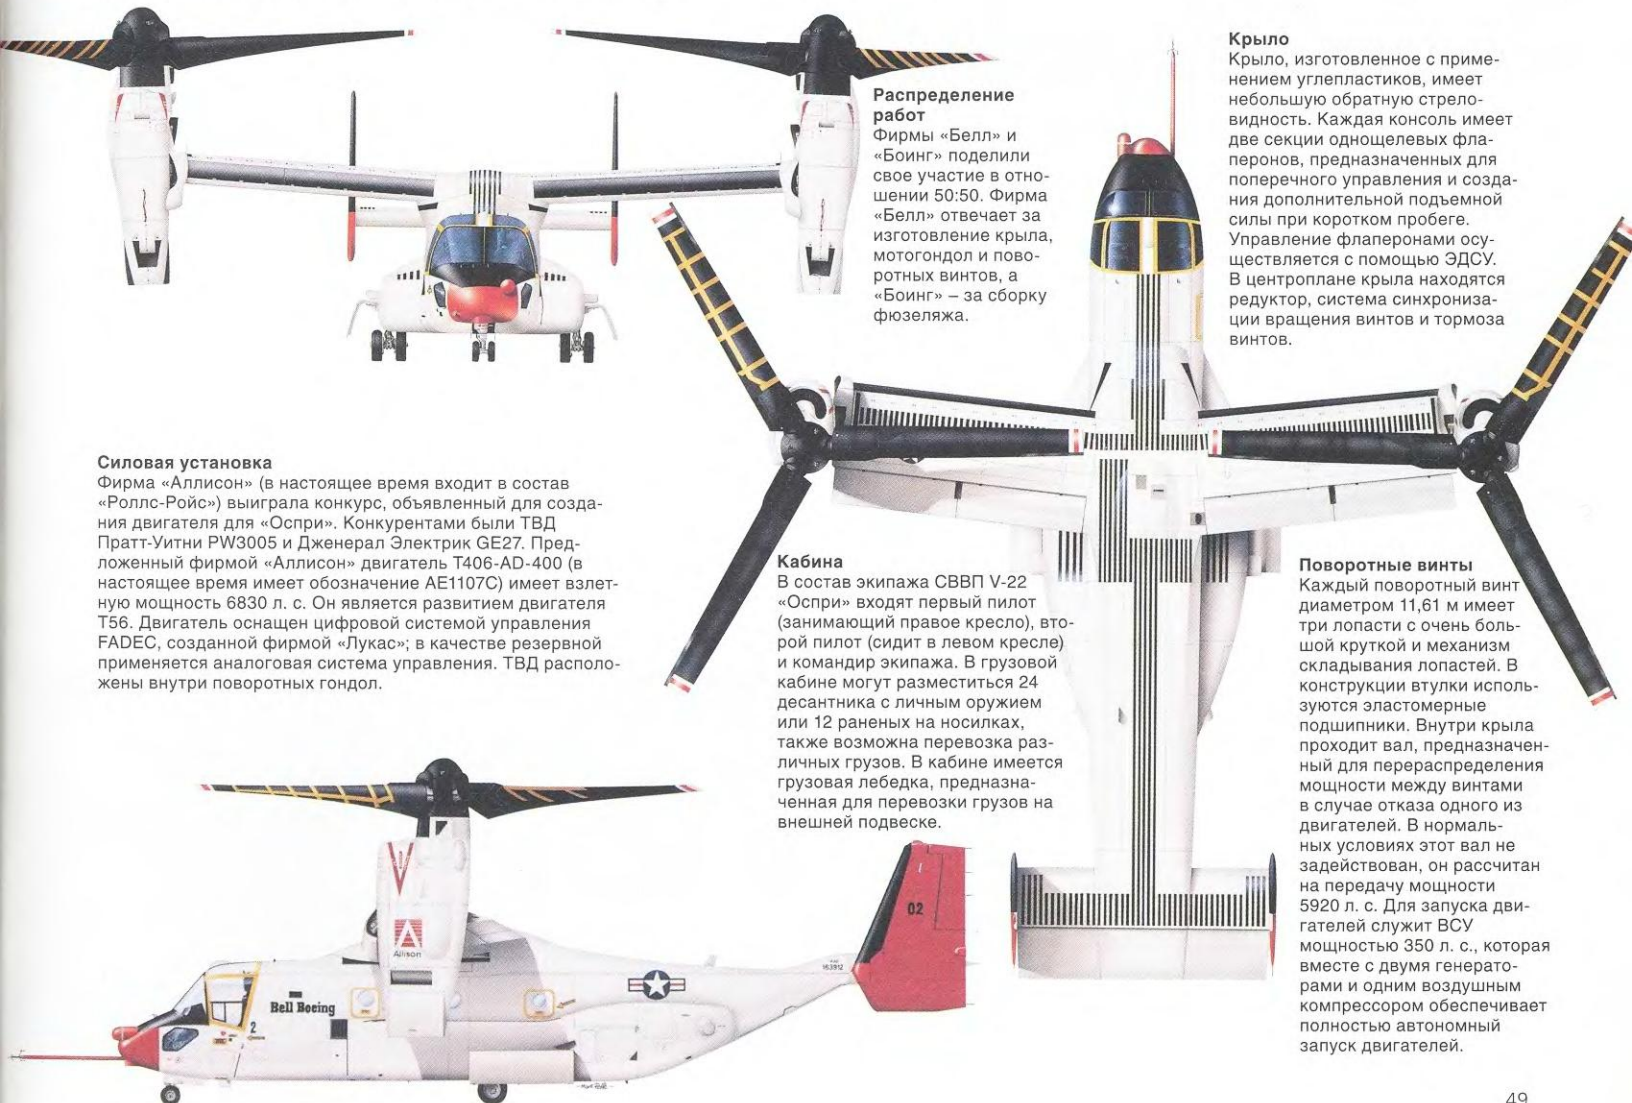 Распределение
работ
Фирмы «Белл» и
«Боинг» поделили
свое участие в отно-
шении 50:50. Фирма
«Белл» отвечает за
изготовление крыла,
мотогондол и пово-
ротных винтов, а
«Боинг» – за сборку
фюзеляжа.
Крыло
Крыло, изготовленное с приме-
нением углепластиков, имеет
небольшую обратную стрело-
видность. Каждая консоль имеет
две секции однощелевых фла-
перонов, предназначенных для
поперечного управления и созда-
ния дополнительной подъемной
силы при коротком пробеге.
Управление флаперонами осу-
ществляется с помощью ЭДСУ.
В центроплане крыла находятся
редуктор, система синхрониза-
ции вращения винтов и тормоза
винтов.
Силовая установка
Фирма «Аллисон» (в настоящее время входит в состав
«Роллс-Ройс») выиграла конкурс, объявленный для созда-
ния двигателя для «Оспри». Конкурентами были ТВД
Пратт-Уитни PW3005 и Дженерал Электрик GE27. Пред-
ложенный фирмой «Аллисон» двигатель T406-AD-400 (в
настоящее время имеет обозначение AE1107C) имеет взлет-
ную мощность 6830 л. с. Он является развитием двигателя
T56. Двигатель оснащен цифровой системой управления
FADEC, созданной фирмой «Лукас»; в качестве резервной
применяется аналоговая система управления. ТВД располо-
жены внутри поворотных гондол.
Кабина
В состав экипажа СВВП V-22
«Оспри» входят первый пилот
(занимающий правое кресло), вто-
рой пилот (сидит в левом кресле)
и командир экипажа. В грузовой
кабине могут разместиться 24
десантника с личным оружием
или 12 раненых на носилках,
также возможна перевозка раз-
личных грузов. В кабине имеется
грузовая лебедка, предназна-
ченная для перевозки грузов на
внешней подвеске.
Поворотные винты
Каждый поворотный винт
диаметром 11,61 м имеет
три лопасти с очень боль-
шой круткой и механизм
складывания лопастей. В
конструкции втулки исполь-
зуются эластомерные
подшипники. Внутри крыла
проходит вал, предназначен-
ный для перераспределения
мощности между винтами
в случае отказа одного из
двигателей. В нормаль-
ных условиях этот вал не
задействован, он рассчитан
на передачу мощности
5920 л. с. Для запуска дви-
гателей служит ВСУ
мощностью 350 л. с., которая
вместе с двумя генерато-
рами и одним воздушным
компрессором обеспечивает
полностью автономный
запуск двигателей.
02
Allison
163912
Bell Boeing
2
49